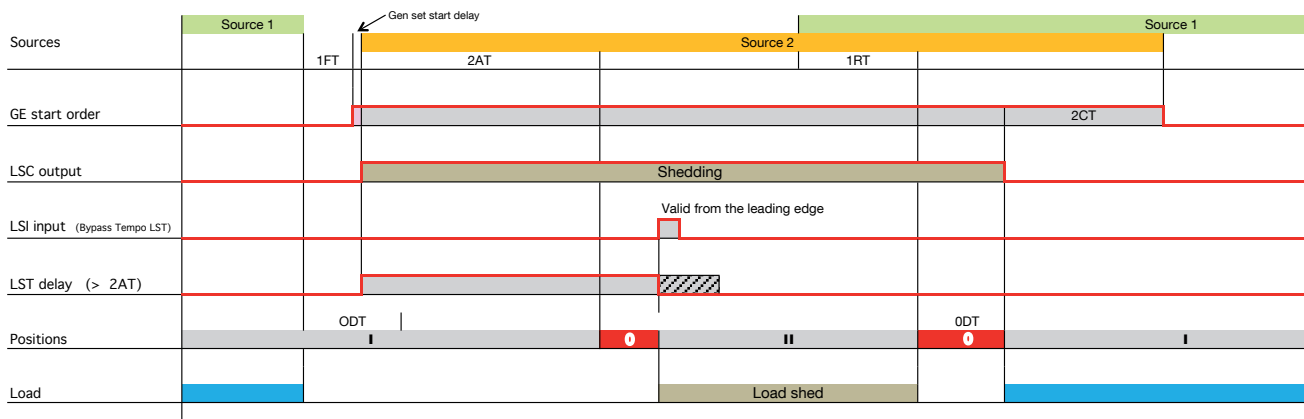 Gen set start delay
Source 1
Source 1
Sources
Source 2
1FT
2AT
1RT
GE start order
2CT
LSC output
Shedding
Valid from the leading edge
LSI input (Bypass Tempo LST)
LST delay (> 2AT)
ODT
0DT
Positions
I
0
II
0
I
Load
Load shed